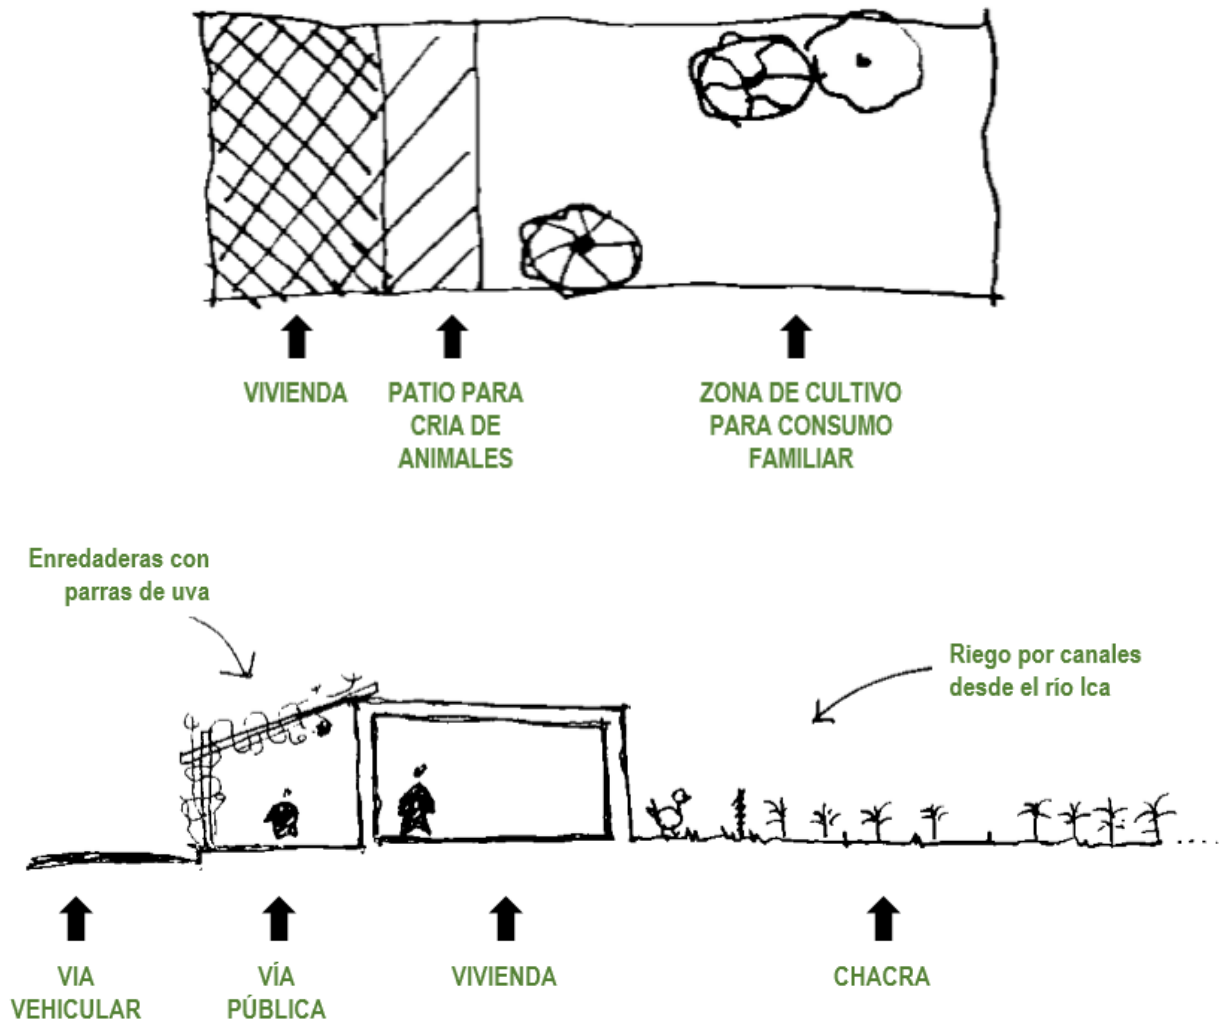 VIVIENDA
PATIO PARA
CRIA DE
ANIMALES
ZONA DE CULTIVO
PARA CONSUMO
FAMILIAR
Enredaderas con
parras de uva
Riego por canales
desde el río Ica
VIA
VEHICULAR
VÍA
PÚBLICA
VIVIENDA
CHACRA